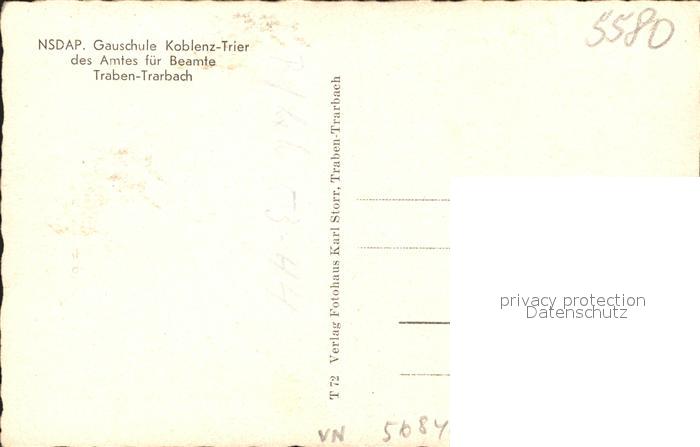 NSDAP. Gauschule Koblenz-Trier
des Amtes für Beamte
Traben-Trarbach
5580
T 72 Verlag Fotohaus Karl Storr, Traben-Trarbach
privacy protection
Datenschutz
VN 5684